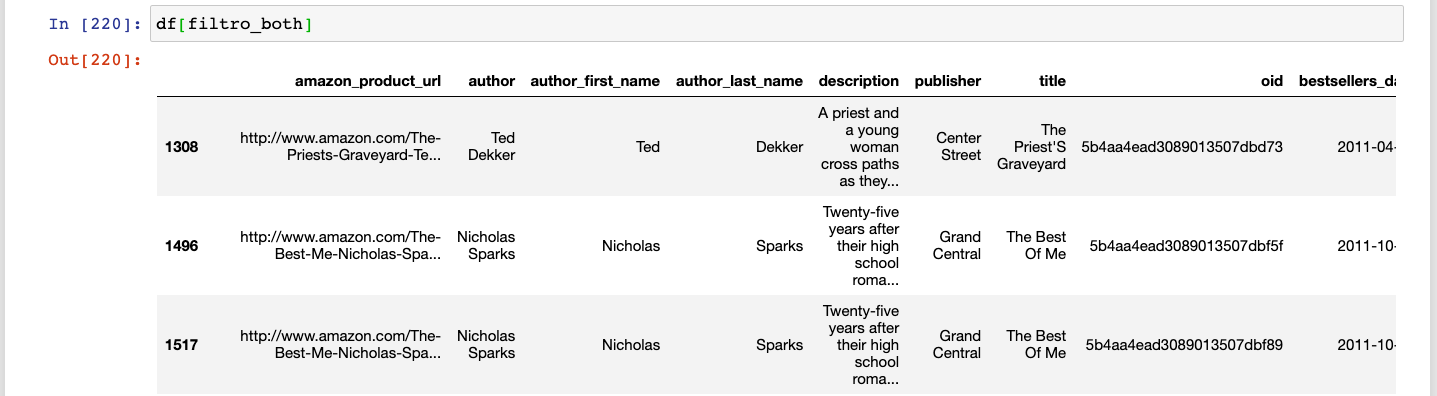 In [220]: df[filtro_both]
Out[220]:
amazon_product_url author author_first_name author_last_name description publisher title oid bestsellers_da
1308 http://www.amazon.com/The-Priests-Graveyard-Te... Ted Dekker Ted Dekker A priest and a young woman cross paths as they... Center Street The Priest'S Graveyard 5b4aa4ead3089013507dbd73 2011-04-
1496 http://www.amazon.com/The-Best-Me-Nicholas-Spa... Nicholas Sparks Nicholas Sparks Twenty-five years after their high school roma... Grand Central The Best Of Me 5b4aa4ead3089013507dbf5f 2011-10-
1517 http://www.amazon.com/The-Best-Me-Nicholas-Spa... Nicholas Sparks Nicholas Sparks Twenty-five years after their high school roma... Grand Central The Best Of Me 5b4aa4ead3089013507dbf89 2011-10-